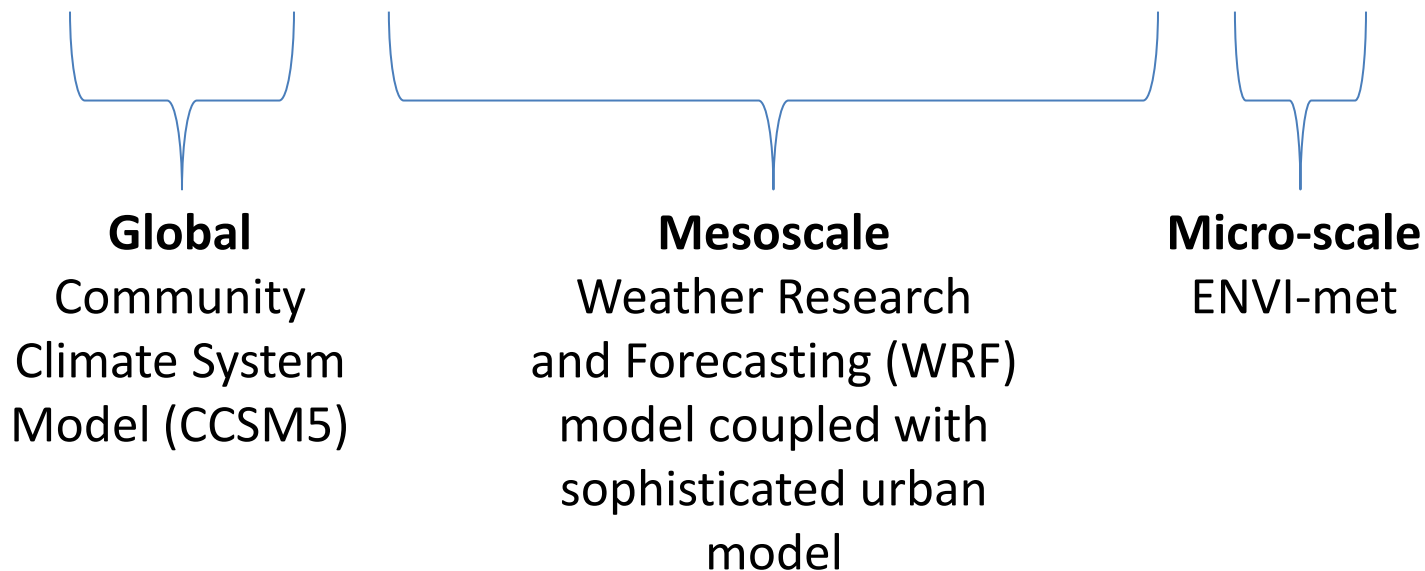 Global
Community
Climate System
Model (CCSM5)
Mesoscale
Weather Research
and Forecasting (WRF)
model coupled with
sophisticated urban
model
Micro-scale
ENVI-met